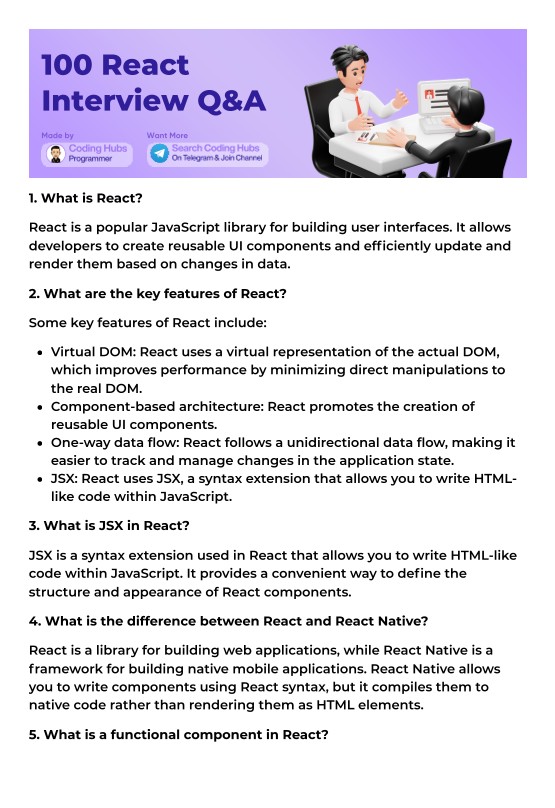 100 React
Interview Q&A
Made by
Coding Hubs
Programmer
Want More
Search Coding Hubs
On Telegram & Join Channel
1. What is React?
React is a popular JavaScript library for building user interfaces. It allows
developers to create reusable UI components and efficiently update and
render them based on changes in data.
2. What are the key features of React?
Some key features of React include:
• Virtual DOM: React uses a virtual representation of the actual DOM,
which improves performance by minimizing direct manipulations to
the real DOM.
• Component-based architecture: React promotes the creation of
reusable UI components.
• One-way data flow: React follows a unidirectional data flow, making it
easier to track and manage changes in the application state.
• JSX: React uses JSX, a syntax extension that allows you to write HTML-
like code within JavaScript.
3. What is JSX in React?
JSX is a syntax extension used in React that allows you to write HTML-like
code within JavaScript. It provides a convenient way to define the
structure and appearance of React components.
4. What is the difference between React and React Native?
React is a library for building web applications, while React Native is a
framework for building native mobile applications. React Native allows
you to write components using React syntax, but it compiles them to
native code rather than rendering them as HTML elements.
5. What is a functional component in React?